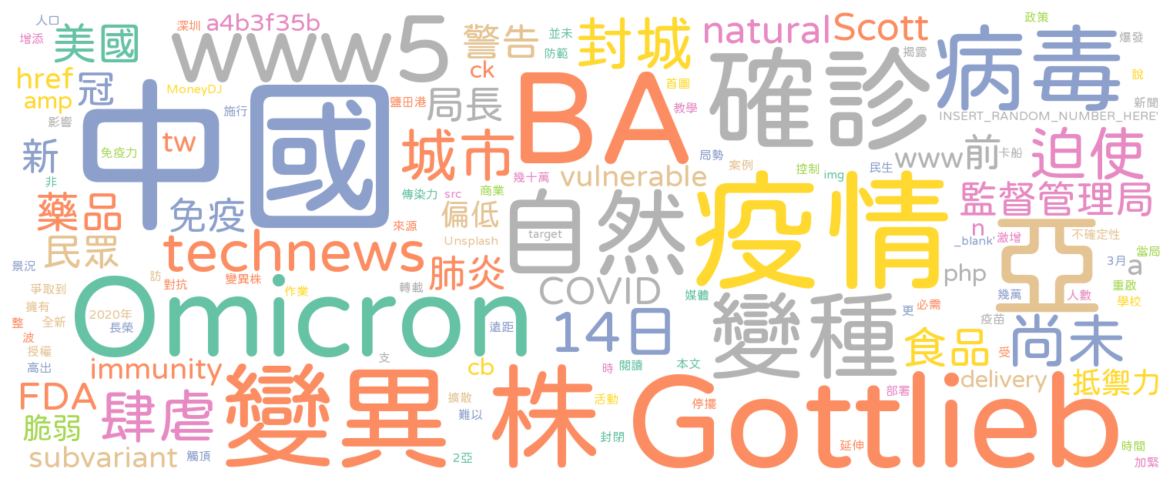 人口
深圳
a4b3f35b
並未
natural
Scott
政策
增添
美國
www5
警告
防範
封城
揭露
病毒
爆發
href
冠
ck
首圖
確診
說
amp
MoneyDJ
鹽田港
局長
BA
教學
新聞
影響
中國
施行
INSERT_RANDOM_NUMBER_HERE'
新
免疫力
tw
城市
局勢
案例
www
前
卡船
迫使
非
傳染力
幾十萬
vulnerable
控制
img
民生
藥品
免疫
src
商業
偏低
自然
疫情
監督管理局
民眾
technews
來源
Unsplash
target
n
_blank'
激增
亞
不確定性
景況
訪
對抗
變異株
肺炎
轉載
COVID
php
3月
a
當局
爭取到
作業
媒體
幾萬
人數
重啟
擁有
Omicron
變種
更
必需
學校
2020年
整
全新
長榮
遠距
14日
疫苗
尚未
波
授權
支
時
閱讀
本文
食品
受
高出
immunity
cb
delivery
抵禦力
FDA
肆虐
變異
株
擴散
活動
停擺
部署
Gottlieb
脆弱
難以
封閉
延伸
時間
subvariant
觸頂
2亞
加緊